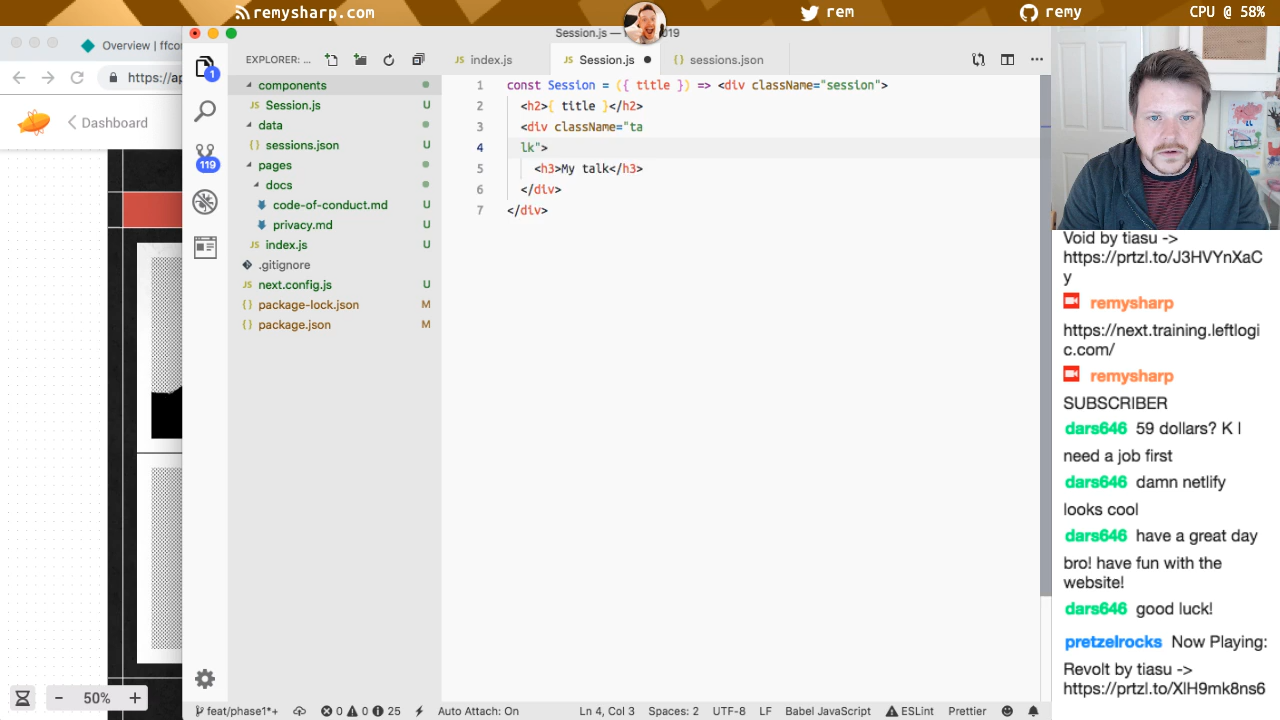 remysharp.com
rem
remy
CPU @ 58%
Overview | ffco
https://ap
Dashboard
50%
Session.js —
019
EXPLORER: ...
components
Session.js U
data
sessions.json U
pages
docs
code-of-conduct.md U
privacy.md U
index.js U
.gitignore
next.config.js U
package-lock.json M
package.json M
1
119
index.js
Session.js
sessions.json
1 const Session = ({ title }) => <div className="session">
2 <h2>{ title }</h2>
3 <div className="ta
4 lk">
5 <h3>My talk</h3>
6 </div>
7 </div>
feat/phase1*+
0 0 25
Auto Attach: On
Ln 4, Col 3
Spaces: 2
UTF-8
LF
Babel JavaScript
ESLint
Prettier
Void by tiasu ->
https://prtzl.to/J3HVYnXaC
y
remysharp
https://next.training.leftlogi
c.com/
remysharp
SUBSCRIBER
dars646 59 dollars? K I
need a job first
dars646 damn netlify
looks cool
dars646 have a great day
bro! have fun with the
website!
dars646 good luck!
pretzelrocks Now Playing:
Revolt by tiasu ->
https://prtzl.to/XlH9mk8ns6